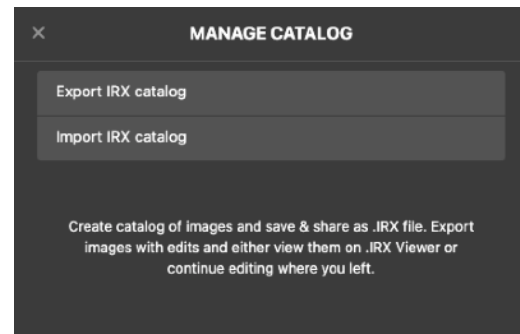 MANAGE CATALOG
Export IRX catalog
Import IRX catalog
Create catalog of images and save & share as .IRX file. Export
images with edits and either view them on .IRX Viewer or
continue editing where you left.